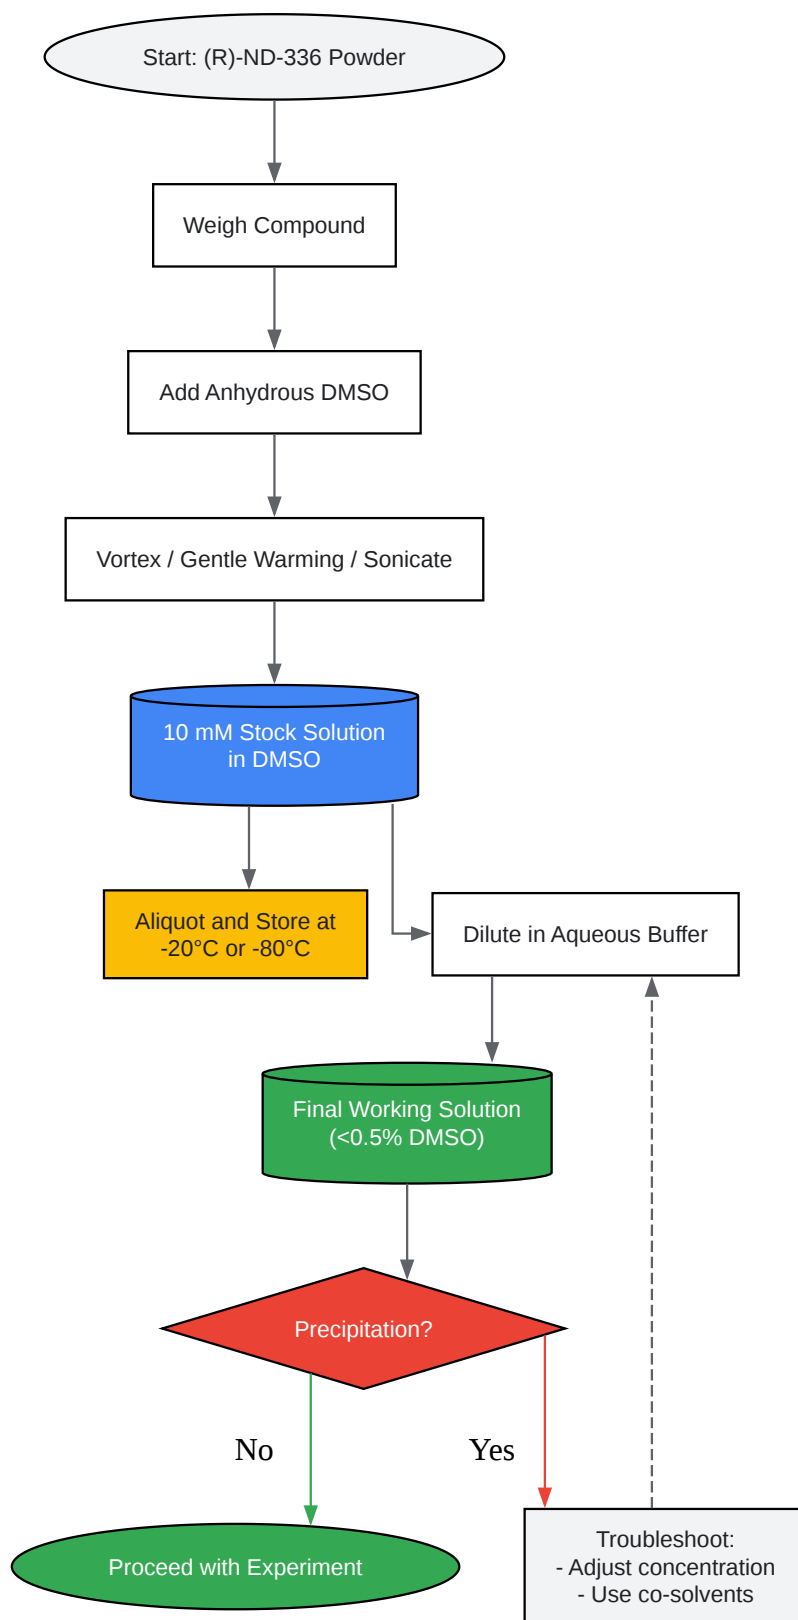 Start: (R)-ND-336 Powder
Weigh Compound
Add Anhydrous DMSO
Vortex / Gentle Warming / Sonicate
10 mM Stock Solution
in DMSO
Aliquot and Store at
-20°C or -80°C
Dilute in Aqueous Buffer
Final Working Solution
(<0.5% DMSO)
Precipitation?
No
Yes
Proceed with Experiment
Troubleshoot:
- Adjust concentration
- Use co-solvents